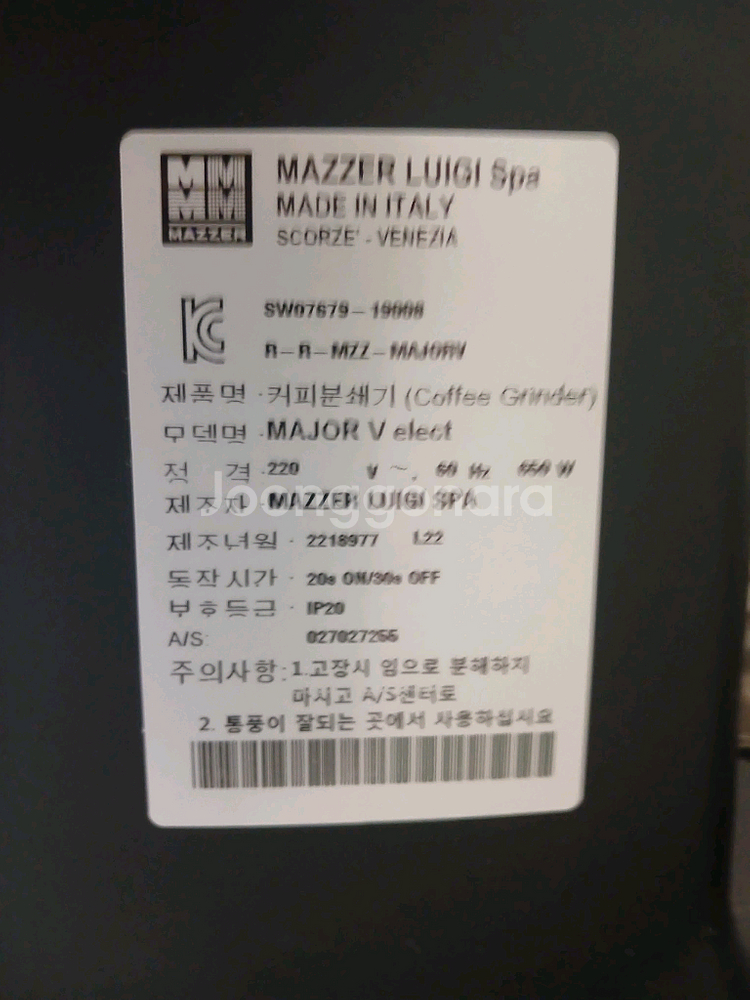 MAZZER
MAZZER LUIGI Spa
MADE IN ITALY
SCORZE' - VENEZIA
SW07679-19008
R-R-MZZ-MAJORV
제품명 · 커피분쇄기 (Coffee Grinder)
모델명 · MAJOR V elect
정 격 · 220 V ~, 60 Hz 650 W
제조자 MAZZER LUIGI SPA
Joonggonara
제조년월 · 2218977 L22
동작시간 · 20s ON/30s OFF
보호등급 · IP20
A/S: 027027255
주의사항: 1.고장시 임으로 분해하지
마시고 A/S센터로
2. 통풍이 잘되는 곳에서 사용하십시요